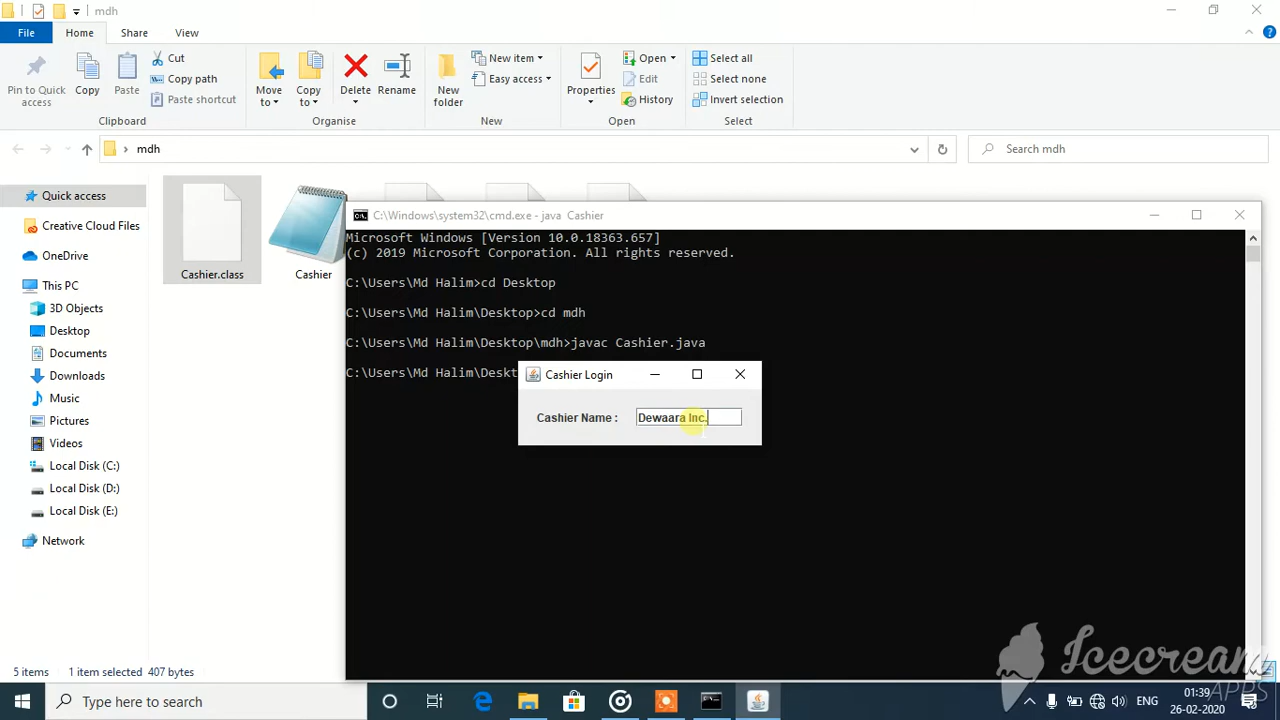 mdh
File
Home
Share
View
Pin to Quick access
Copy
Paste
Cut
Copy path
Paste shortcut
Clipboard
Move to
Copy to
Delete
Rename
Organise
New folder
New item
Easy access
New
Properties
Open
Edit
History
Open
Select all
Select none
Invert selection
Select
mdh
Search mdh
Quick access
Creative Cloud Files
OneDrive
This PC
3D Objects
Desktop
Documents
Downloads
Music
Pictures
Videos
Local Disk (C:)
Local Disk (D:)
Local Disk (E:)
Network
Cashier.class
Cashier
C:\Windows\system32\cmd.exe - java Cashier
Microsoft Windows [Version 10.0.18363.657]
(c) 2019 Microsoft Corporation. All rights reserved.
C:\Users\Md Halim>cd Desktop
C:\Users\Md Halim\Desktop>cd mdh
C:\Users\Md Halim\Desktop\mdh>javac Cashier.java
C:\Users\Md Halim\Deskt
Cashier Login
Cashier Name :
Dewaara Inc.
5 items
1 item selected 407 bytes
Icecream
APPS
Type here to search
ENG
01:39
26-02-2020